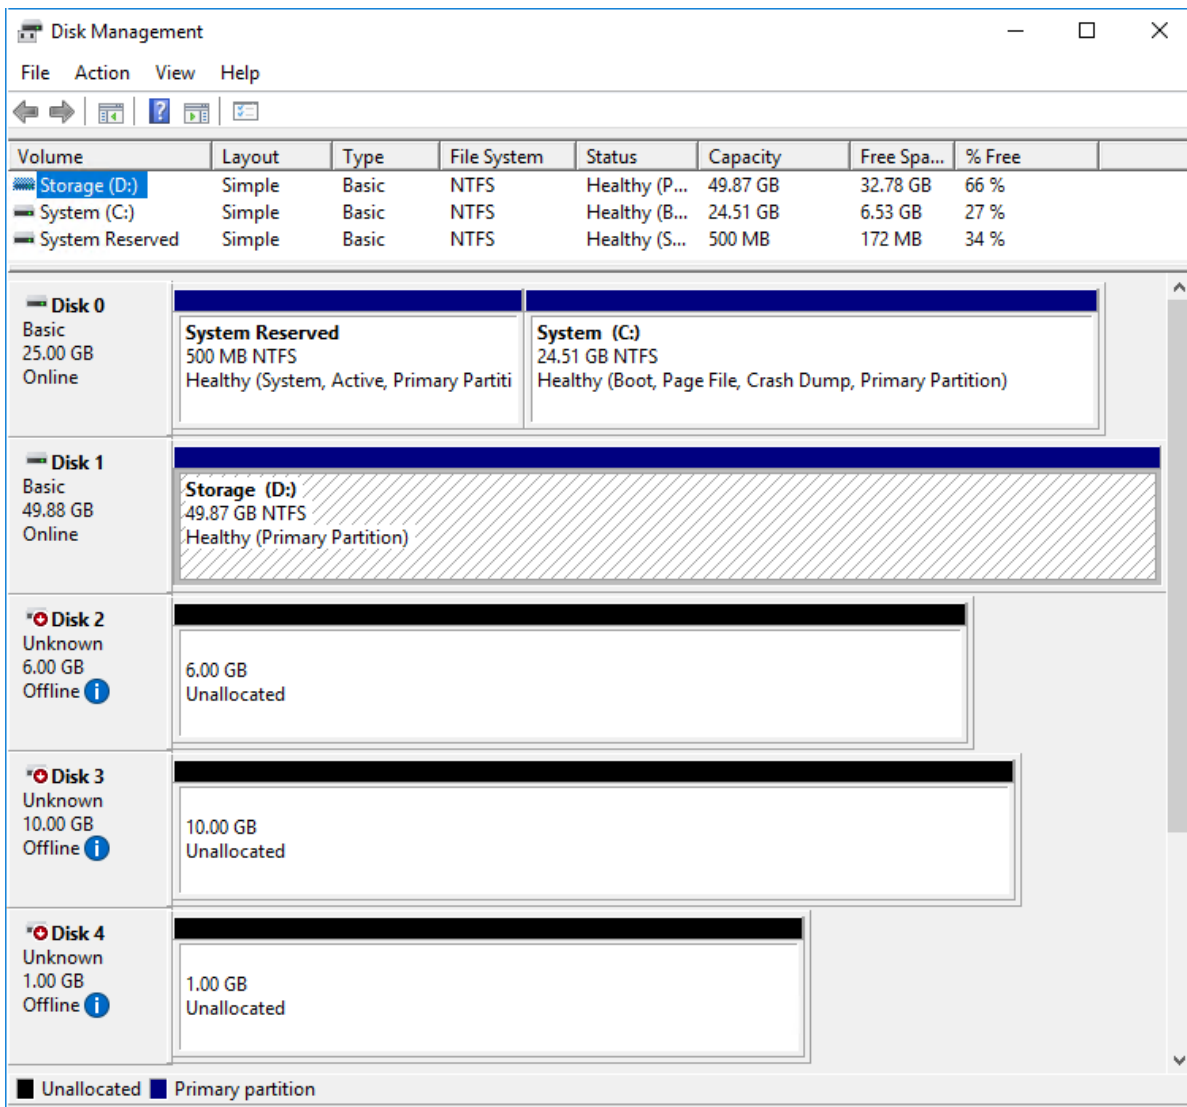 Disk Management
File Action View Help
Volume Layout Type File System Status Capacity Free Spa... % Free
Storage (D:) Simple Basic NTFS Healthy (P... 49.87 GB 32.78 GB 66 %
System (C:) Simple Basic NTFS Healthy (B... 24.51 GB 6.53 GB 27 %
System Reserved Simple Basic NTFS Healthy (S... 500 MB 172 MB 34 %
Disk 0
Basic
25.00 GB
Online
System Reserved
500 MB NTFS
Healthy (System, Active, Primary Partiti
System (C:)
24.51 GB NTFS
Healthy (Boot, Page File, Crash Dump, Primary Partition)
Disk 1
Basic
49.88 GB
Online
Storage (D:)
49.87 GB NTFS
Healthy (Primary Partition)
Disk 2
Unknown
6.00 GB
Offline
6.00 GB
Unallocated
Disk 3
Unknown
10.00 GB
Offline
10.00 GB
Unallocated
Disk 4
Unknown
1.00 GB
Offline
1.00 GB
Unallocated
Unallocated Primary partition